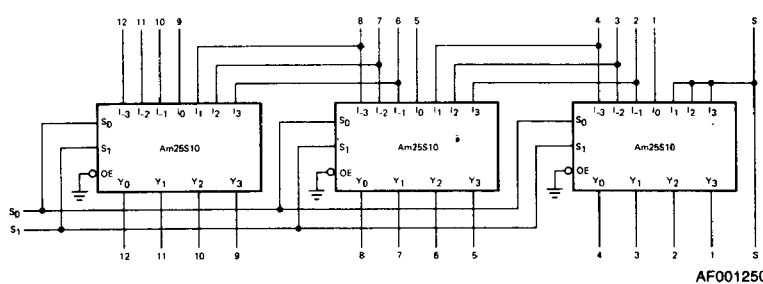 12 11 10 9 8 7 6 5 4 3 2 1 S
I-3 I-2 I-1 I0 I1 I2 I3 I-3 I-2 I-1 I0 I1 I2 I3 I-3 I-2 I-1 I0 I1 I2 I3
S0 S0 S0
Am25S10 Am25S10 Am25S10
S1 S1 S1
OE OE OE
Y0 Y1 Y2 Y3 Y0 Y1 Y2 Y3 Y0 Y1 Y2 Y3
S0
S1
12 11 10 9 8 7 6 5 4 3 2 1 S
AF001250